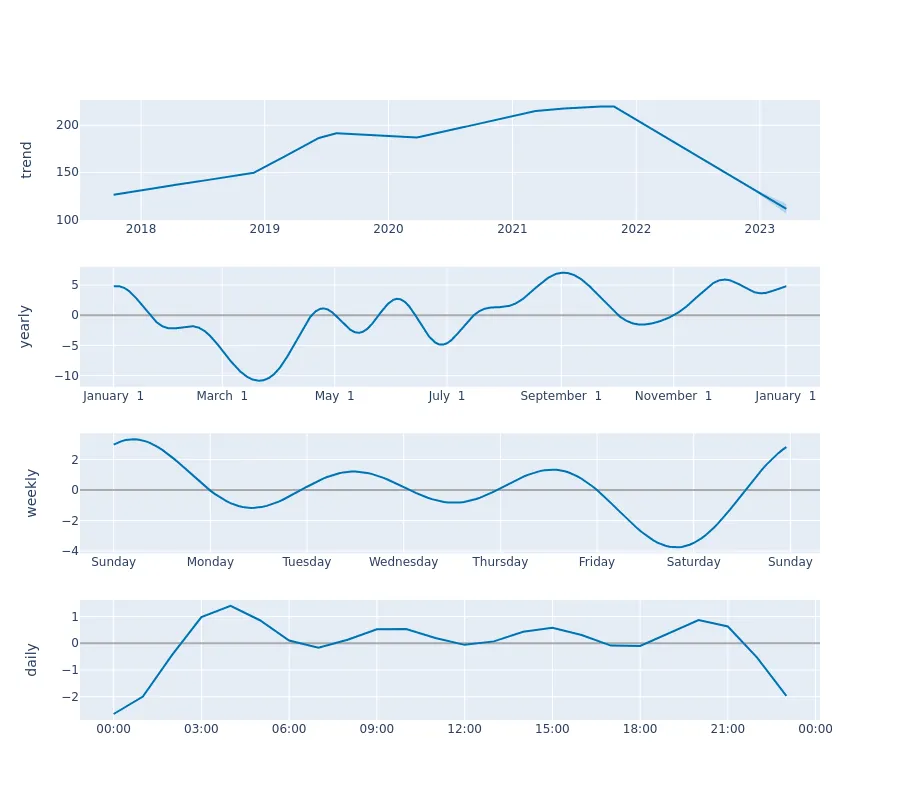 trend
200
150
100
2018 2019 2020 2021 2022 2023
yearly
5
0
−5
−10
January 1 March 1 May 1 July 1 September 1 November 1 January 1
weekly
2
0
−2
−4
Sunday Monday Tuesday Wednesday Thursday Friday Saturday Sunday
daily
1
0
−1
−2
00:00 03:00 06:00 09:00 12:00 15:00 18:00 21:00 00:00